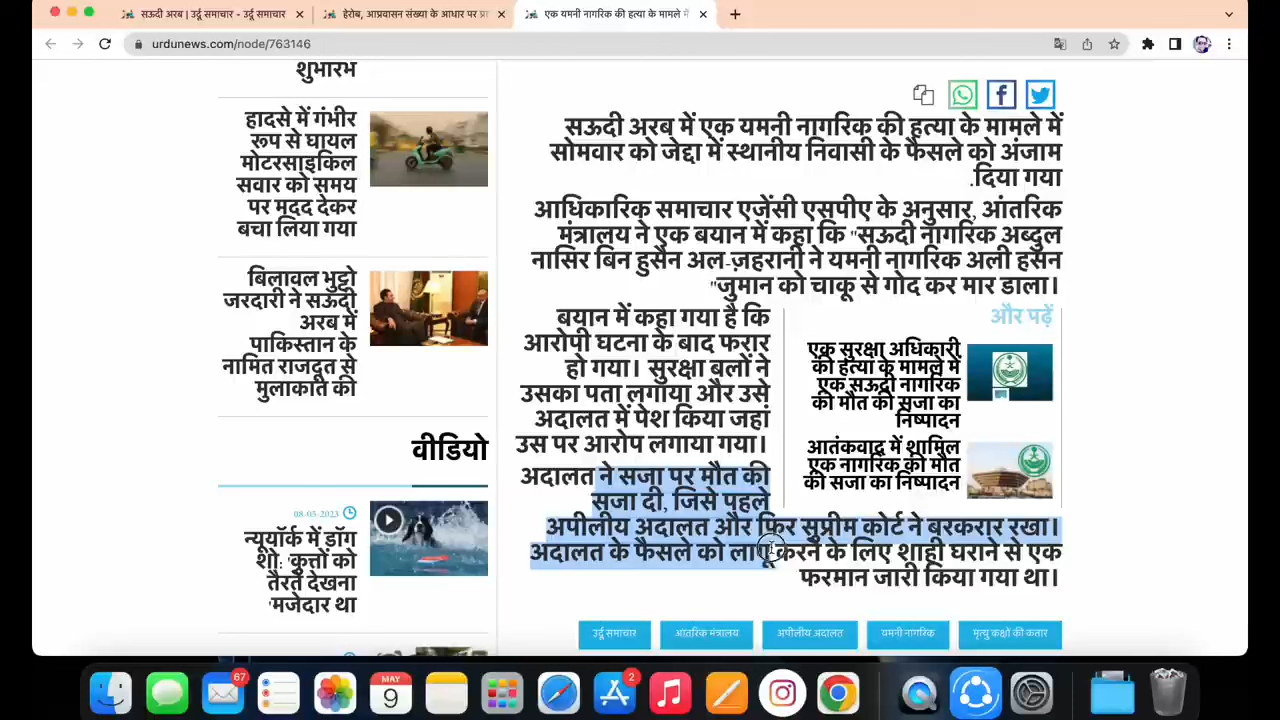 सऊदी अरब | उर्दू समाचार - उर्दू समाचार
हेरोब, आप्रवासन संख्या के आधार पर प्रा
एक यमनी नागरिक की हत्या के मामले में
urdunews.com/node/763146
शुभारंभ
हादसे में गंभीर
रूप से घायल
मोटरसाइकिल
सवार को समय
पर मदद देकर
बचा लिया गया
बिलावल भुट्टो
जरदारी ने सऊदी
अरब में
पाकिस्तान के
नामित राजदूत से
मुलाकात की
वीडियो
08-05-2023
न्यूयॉर्क में डॉग
शो: 'कुत्तों को
तैरते देखना
'मजेदार था
सऊदी अरब में एक यमनी नागरिक की हत्या के मामले में
सोमवार को जेद्दा में स्थानीय निवासी के फैसले को अंजाम
.दिया गया
आधिकारिक समाचार एजेंसी एसपीए के अनुसार, आंतरिक
मंत्रालय ने एक बयान में कहा कि "सऊदी नागरिक अब्दुल
नासिर बिन हुसैन अल-ज़हरानी ने यमनी नागरिक अली हसन
"जुमान को चाकू से गोद कर मार डाला।
बयान में कहा गया है कि
आरोपी घटना के बाद फरार
हो गया। सुरक्षा बलों ने
उसका पता लगाया और उसे
अदालत में पेश किया जहां
उस पर आरोप लगाया गया।
और पढ़ें
एक सुरक्षा अधिकारी
की हत्या के मामले में
एक सऊदी नागरिक
की मौत की सजा का
निष्पादन
आतंकवाद में शामिल
एक नागरिक की मौत
की सजा का निष्पादन
अदालत ने सजा पर मौत की
सजा दी, जिसे पहले
अपीलीय अदालत और फिर सुप्रीम कोर्ट ने बरकरार रखा।
अदालत के फैसले को लागू करने के लिए शाही घराने से एक
फरमान जारी किया गया था।
उर्दू समाचार
आंतरिक मंत्रालय
अपीलीय अदालत
यमनी नागरिक
मृत्यु कक्षों की कतार
67
MAY
9
2